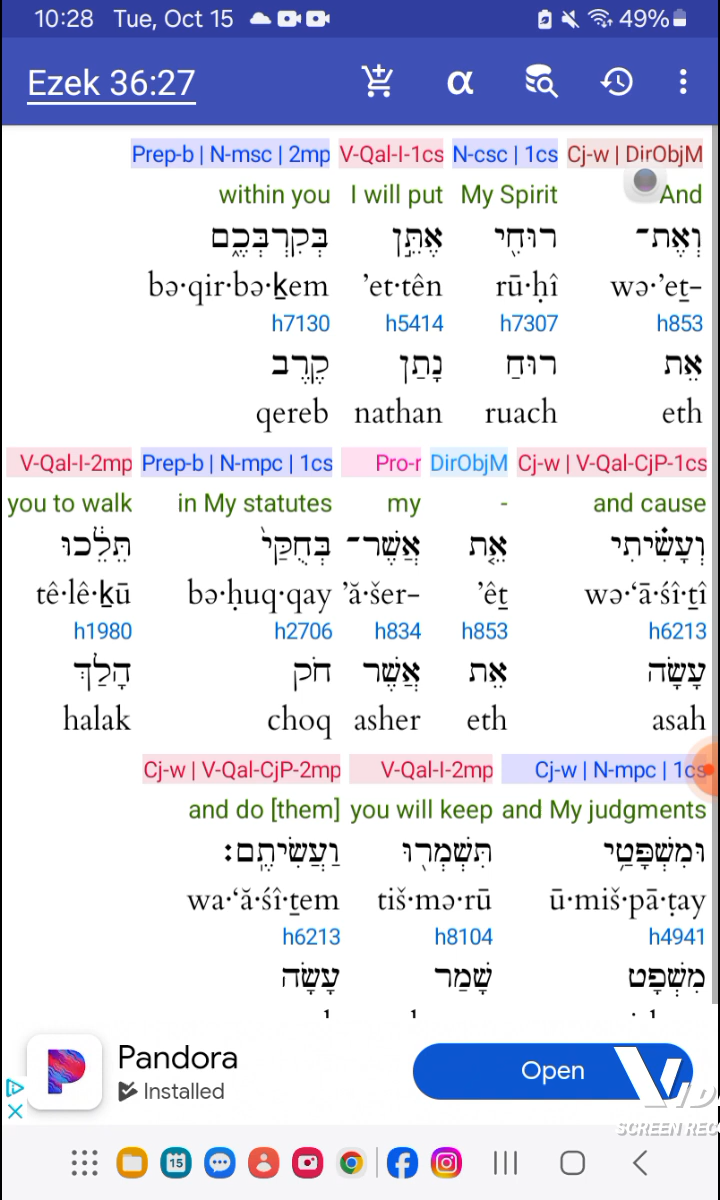 10:28 Tue, Oct 15 49%
Ezek 36:27 α
Prep-b | N-msc | 2mp V-Qal-I-1cs N-csc | 1cs Cj-w | DirObjM
within you I will put My Spirit And
וְאֶת־ רוּחִ֖י אֶתֵּ֣ן בְּקִרְבְּכֶ֑ם
bə·qir·bə·ḵem ’et·tên rū·ḥî wə·’eṯ-
h7130 h5414 h7307 h853
אֵת רוּחַ נָתַן קֶרֶב
qereb nathan ruach eth
V-Qal-I-2mp Prep-b | N-mpc | 1cs Pro-r DirObjM Cj-w | V-Qal-CjP-1cs
you to walk in My statutes my - and cause
וְעָשִׂ֗יתִי אֵ֤ת אֲשֶׁר־ בְּחֻקַּי֙ תֵּלֵ֔כוּ
tê·lê·ḵū bə·ḥuq·qay ’ă·šer- ’êṯ wə·‘ā·śî·ṯî
h1980 h2706 h834 h853 h6213
עָשָׂה אֵת אֲשֶׁר חֹק הָלַךְ
halak choq asher eth asah
Cj-w | V-Qal-CjP-2mp V-Qal-I-2mp Cj-w | N-mpc | 1cs
and do [them] you will keep and My judgments
וּמִשְׁפָּטַ֥י תִּשְׁמְר֖וּ וַעֲשִׂיתֶֽם׃
wa·‘ă·śî·ṯem tiš·mə·rū ū·miš·pā·ṭay
h6213 h8104 h4941
מִשְׁפָּט שָׁמַר עָשָׂה
Pandora
Installed
Open
SCREEN REC
15